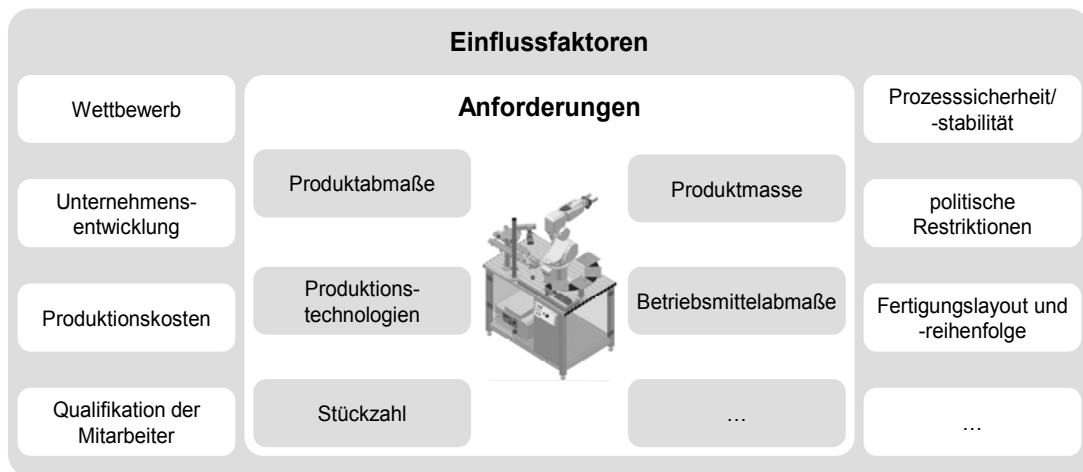 Einflussfaktoren
Wettbewerb
Unternehmens-
entwicklung
Produktionskosten
Qualifikation der
Mitarbeiter
Anforderungen
Produktabmaße
Produktions-
technologien
Stückzahl
Produktmasse
Betriebsmittelabmaße
…
Prozesssicherheit/
-stabilität
politische
Restriktionen
Fertigungslayout und
-reihenfolge
…